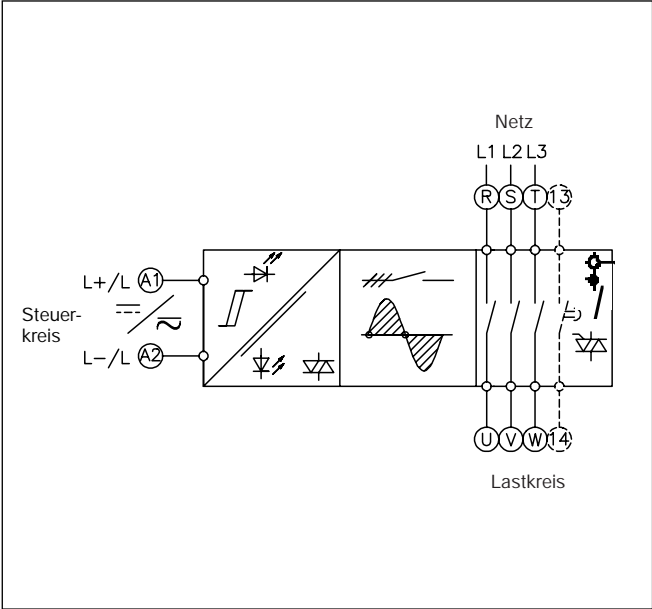 Netz
L1 L2 L3
R S T 13
L+/L A1
Steuer-
kreis
L-/L A2
U V W 14
Lastkreis